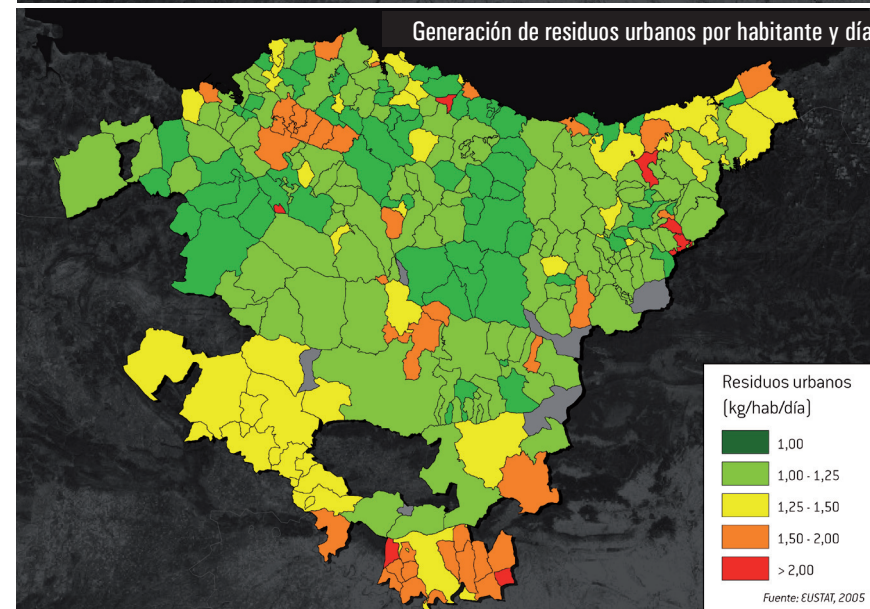 Generación de residuos urbanos por habitante y día
Residuos urbanos
(kg/hab/día)
1,00
1,00 - 1,25
1,25 - 1,50
1,50 - 2,00
> 2,00
Fuente: EUSTAT, 2005